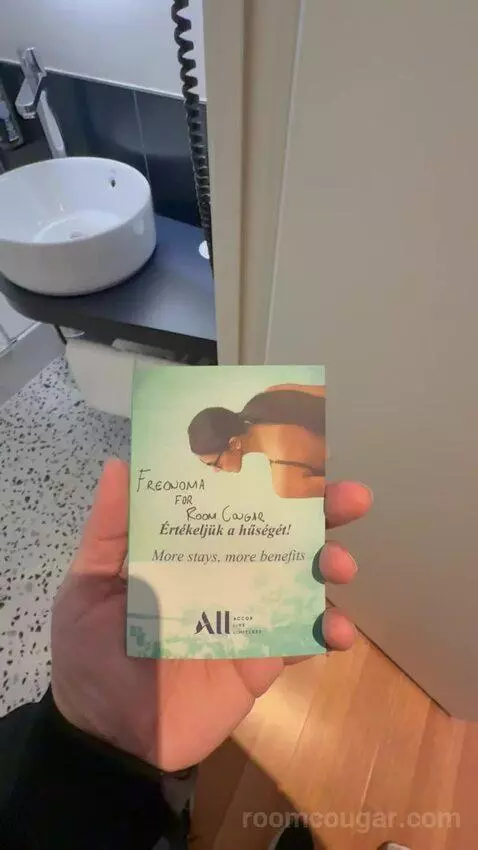 FREONOMA
FOR
ROOM COUGAR
Értékeljük a hűségét!
More stays, more benefits
All ACCOR
LIVE
LIMITLESS
roomcougar.com